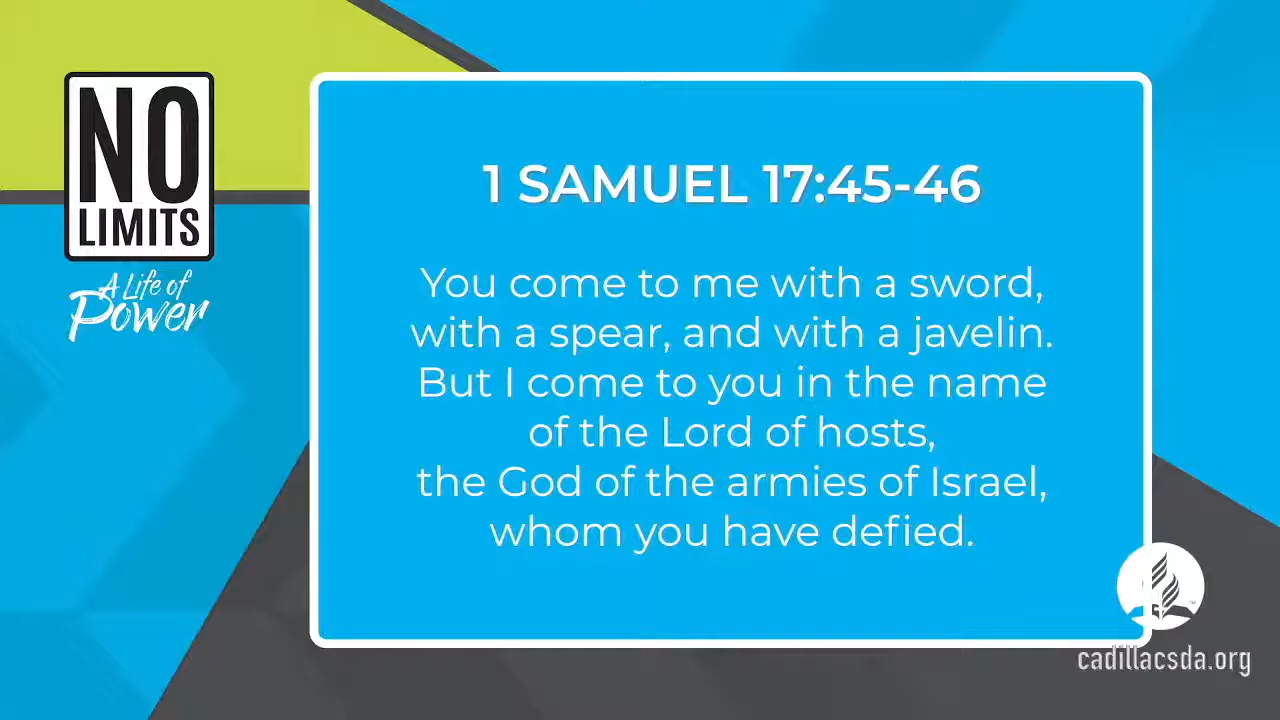 NO
LIMITS
A Life of
Power
1 SAMUEL 17:45-46
You come to me with a sword,
with a spear, and with a javelin.
But I come to you in the name
of the Lord of hosts,
the God of the armies of Israel,
whom you have defied.
TM
cadillacsda.org